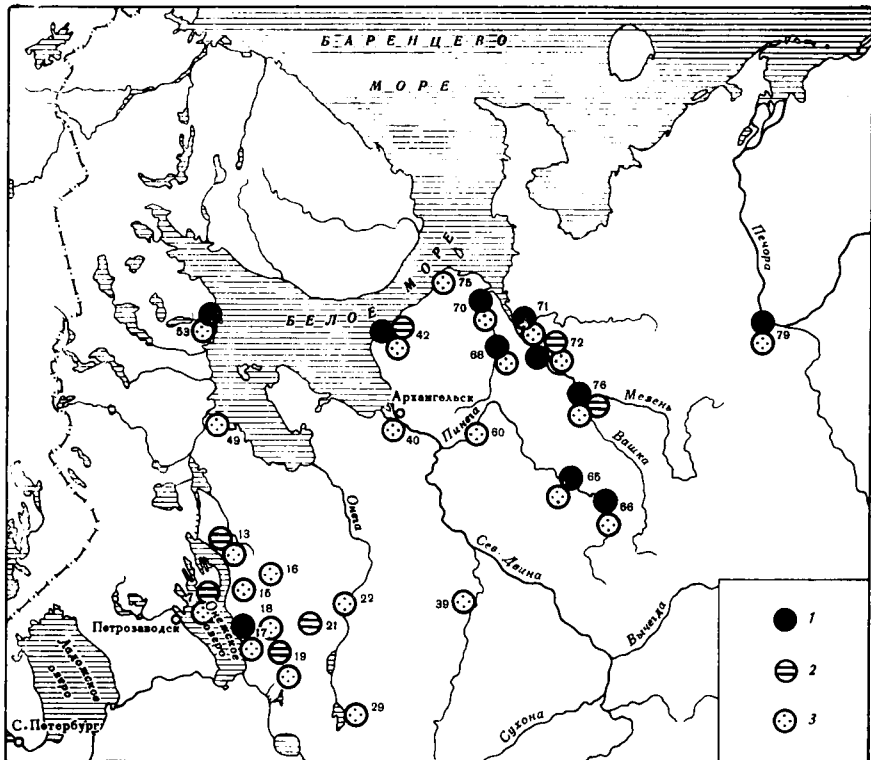 БАРЕНЦЕВО
МОРЕ
Печора
БЕЛОЕ МОРЕ
75
70
71
53
42
72
79
68
76
Архангельск
Мезень
49
40
Пинега
60
Вашка
65
66
Онега
13
16
Сев. Двина
15
22
39
18
Петрозаводск
Онежское
озеро
17
21
Вычегда
19
Ладожское
озеро
29
С. Петербург
Сухона
1
2
3